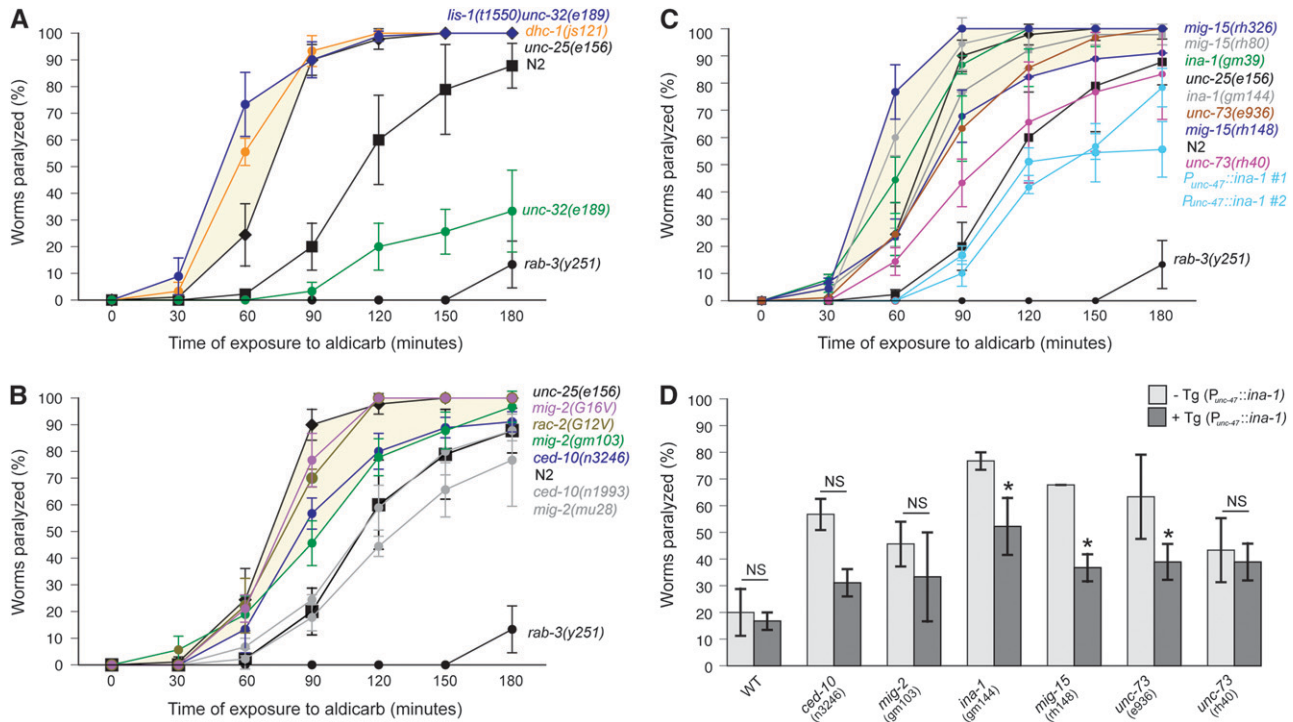 A
Worms paralyzed (%)
100
90
80
70
60
50
40
30
20
10
0
0 30 60 90 120 150 180
Time of exposure to aldicarb (minutes)
lis-1(t1550)unc-32(e189)
dhc-1(js121)
unc-25(e156)
N2
unc-32(e189)
rab-3(y251)
B
Worms paralyzed (%)
100
90
80
70
60
50
40
30
20
10
0
0 30 60 90 120 150 180
Time of exposure to aldicarb (minutes)
unc-25(e156)
mig-2(G16V)
rac-2(G12V)
mig-2(gm103)
ced-10(n3246)
N2
ced-10(n1993)
mig-2(mu28)
rab-3(y251)
C
Worms paralyzed (%)
100
90
80
70
60
50
40
30
20
10
0
0 30 60 90 120 150 180
Time of exposure to aldicarb (minutes)
mig-15(rh326)
mig-15(rh80)
ina-1(gm39)
unc-25(e156)
ina-1(gm144)
unc-73(e936)
mig-15(rh148)
N2
unc-73(rh40)
Punc-47::ina-1 #1
Punc-47::ina-1 #2
rab-3(y251)
D
Worms paralyzed (%)
100
90
80
70
60
50
40
30
20
10
0
- Tg (Punc-47::ina-1)
+ Tg (Punc-47::ina-1)
NS
NS
NS
*
*
*
NS
WT
ced-10
(n3246)
mig-2
(gm103)
ina-1
(gm144)
mig-15
(rh148)
unc-73
(e936)
unc-73
(rh40)